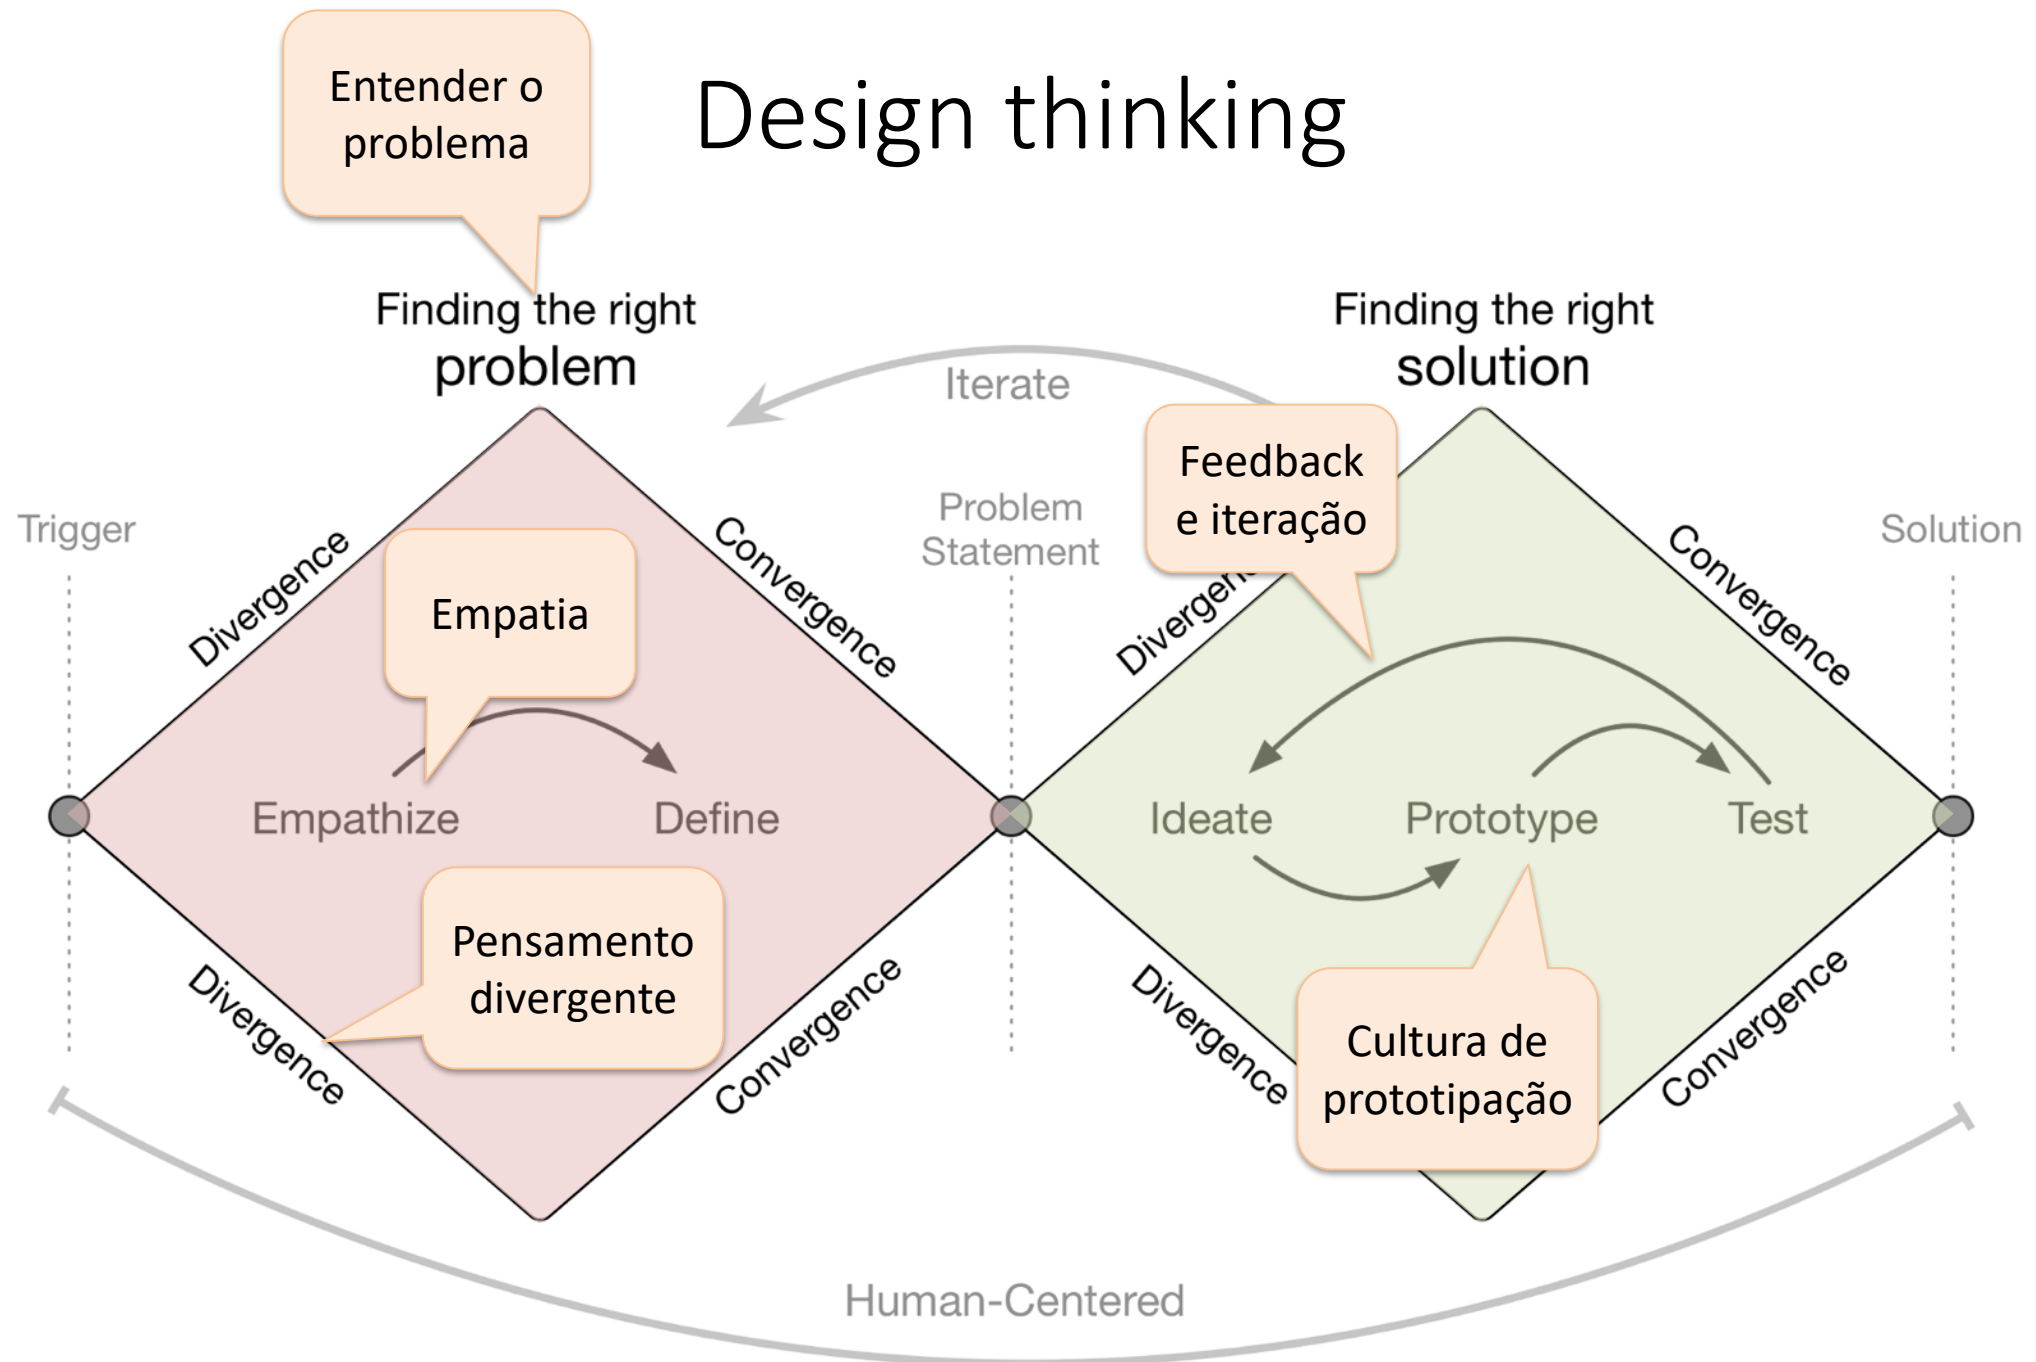 Entender o
problema
Design thinking
Finding the right
problem
Finding the right
solution
Iterate
Feedback
e iteração
Trigger
Problem
Statement
Solution
Divergence
Convergence
Convergence
Empatia
Empathize
Define
Ideate
Prototype
Test
Pensamento
divergente
Divergence
Convergence
Divergence
Cultura de
prototipação
Convergence
Human-Centered